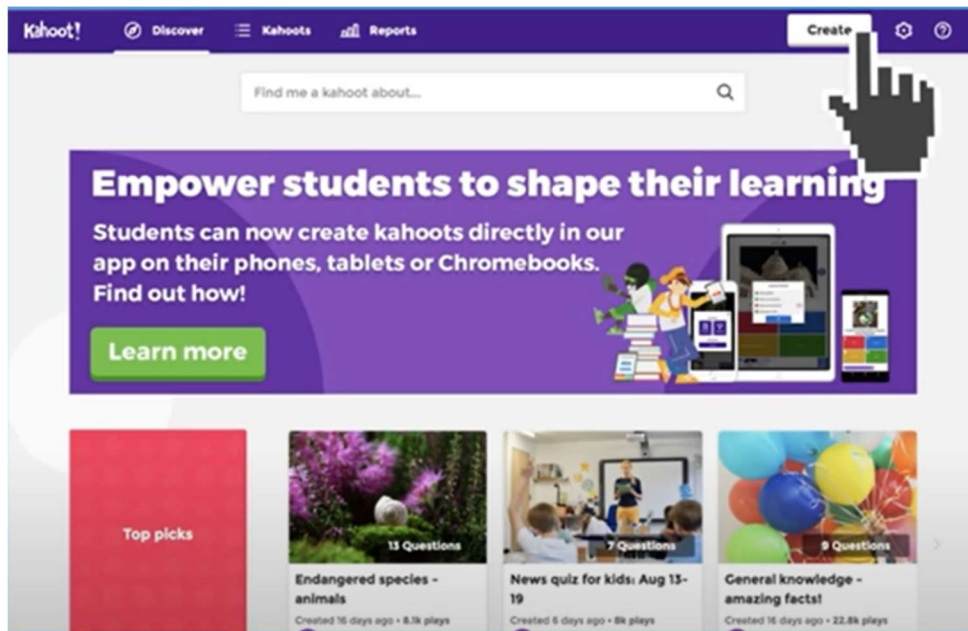 Kahoot!
Discover
Kahoots
Reports
Create
Find me a kahoot about...
Empower students to shape their learning
Students can now create kahoots directly in our
app on their phones, tablets or Chromebooks.
Find out how!
Learn more
Top picks
13 Questions
Endangered species -
animals
Created 16 days ago • 8.1k plays
7 Questions
News quiz for kids: Aug 13-
19
Created 6 days ago • 8k plays
9 Questions
General knowledge -
amazing facts!
Created 16 days ago • 22.8k plays